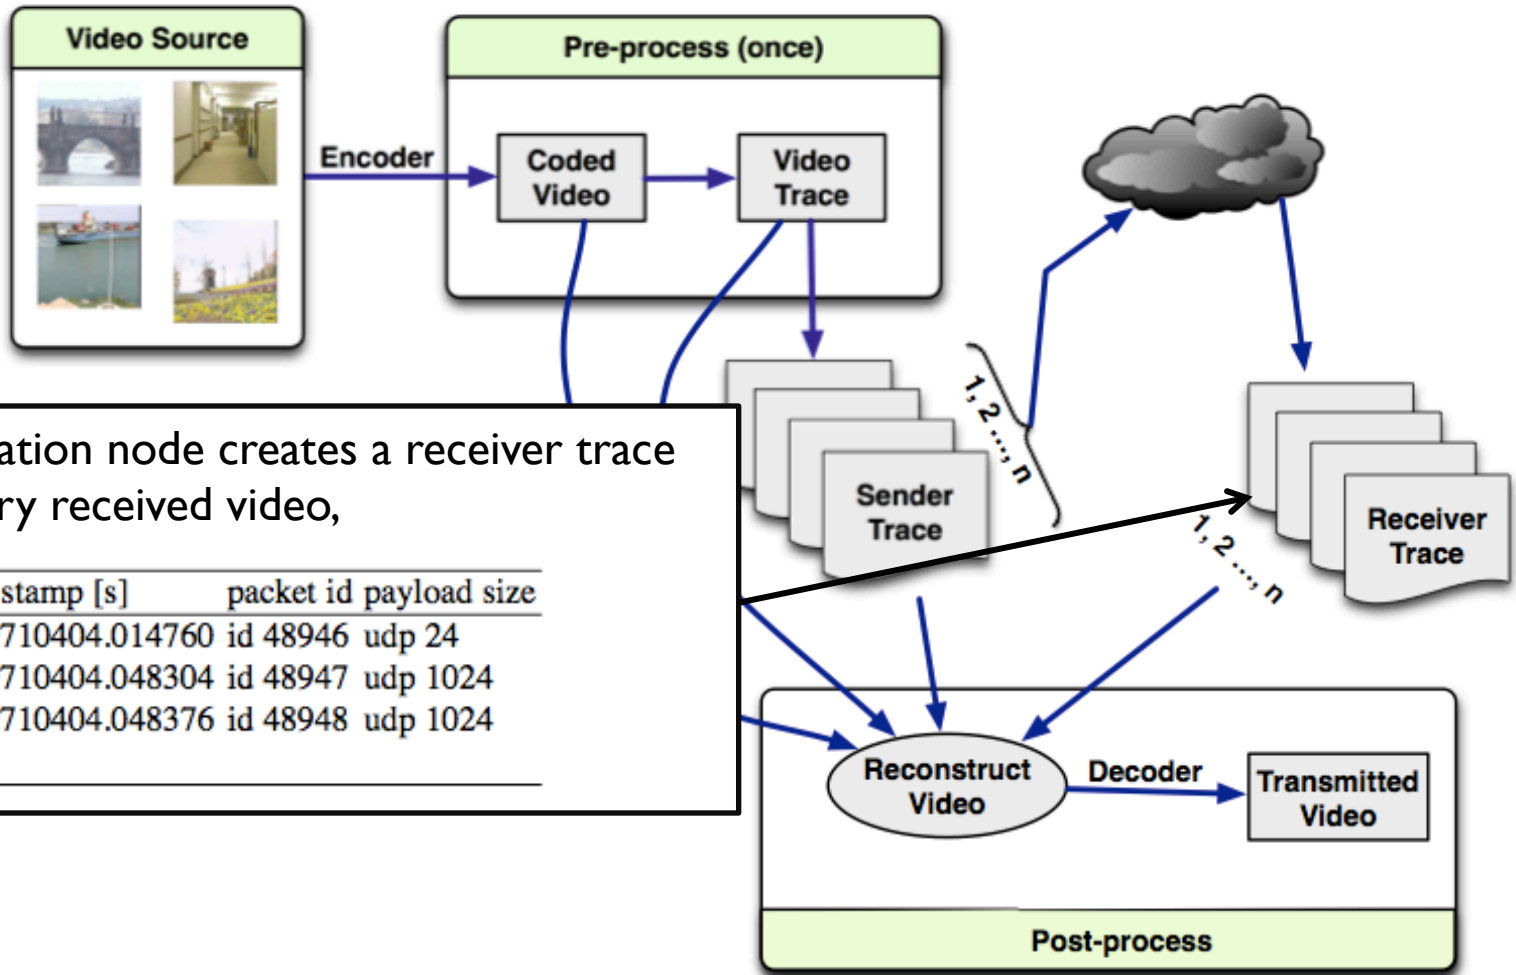 Video Source
Pre-process (once)
Encoder
Coded
Video
Video
Trace
1, 2 ..., n
Sender
Trace
1, 2 ..., n
Receiver
Trace
ation node creates a receiver trace
ry received video,
stamp [s] packet id payload size
710404.014760 id 48946 udp 24
710404.048304 id 48947 udp 1024
710404.048376 id 48948 udp 1024
Reconstruct
Video
Decoder
Transmitted
Video
Post-process